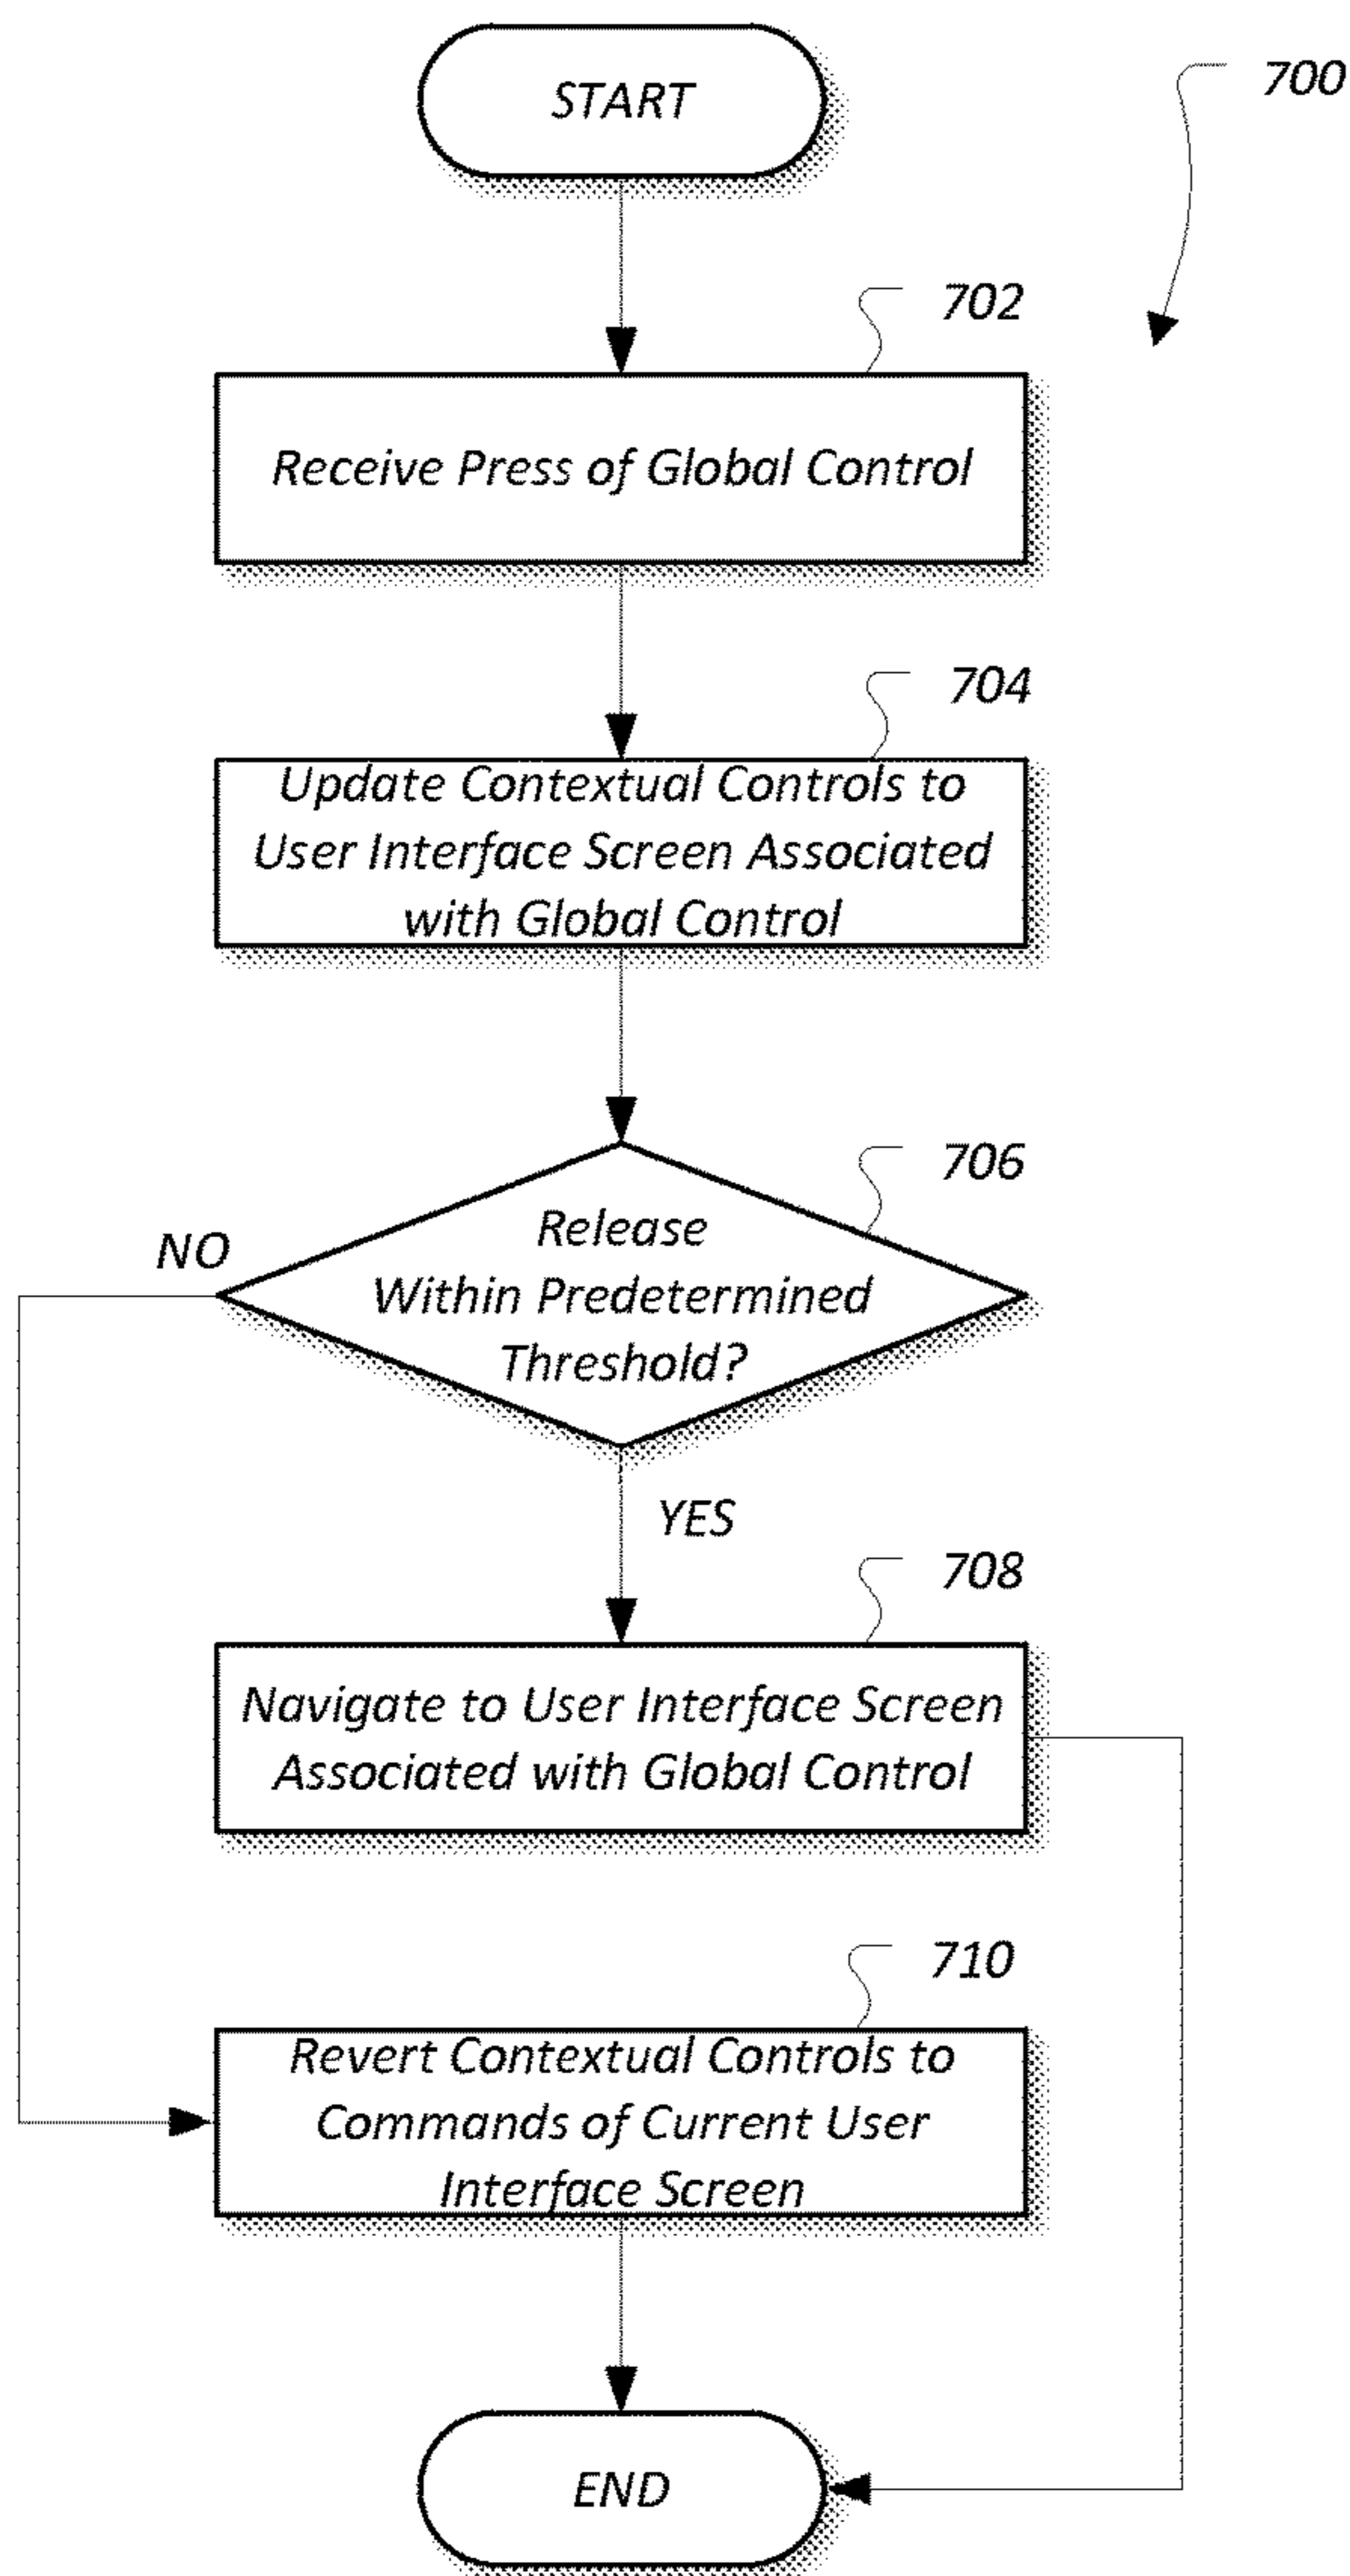 START
700
702
Receive Press of Global Control
704
Update Contextual Controls to
User Interface Screen Associated
with Global Control
706
Release
Within Predetermined
Threshold?
NO
YES
708
Navigate to User Interface Screen
Associated with Global Control
710
Revert Contextual Controls to
Commands of Current User
Interface Screen
END